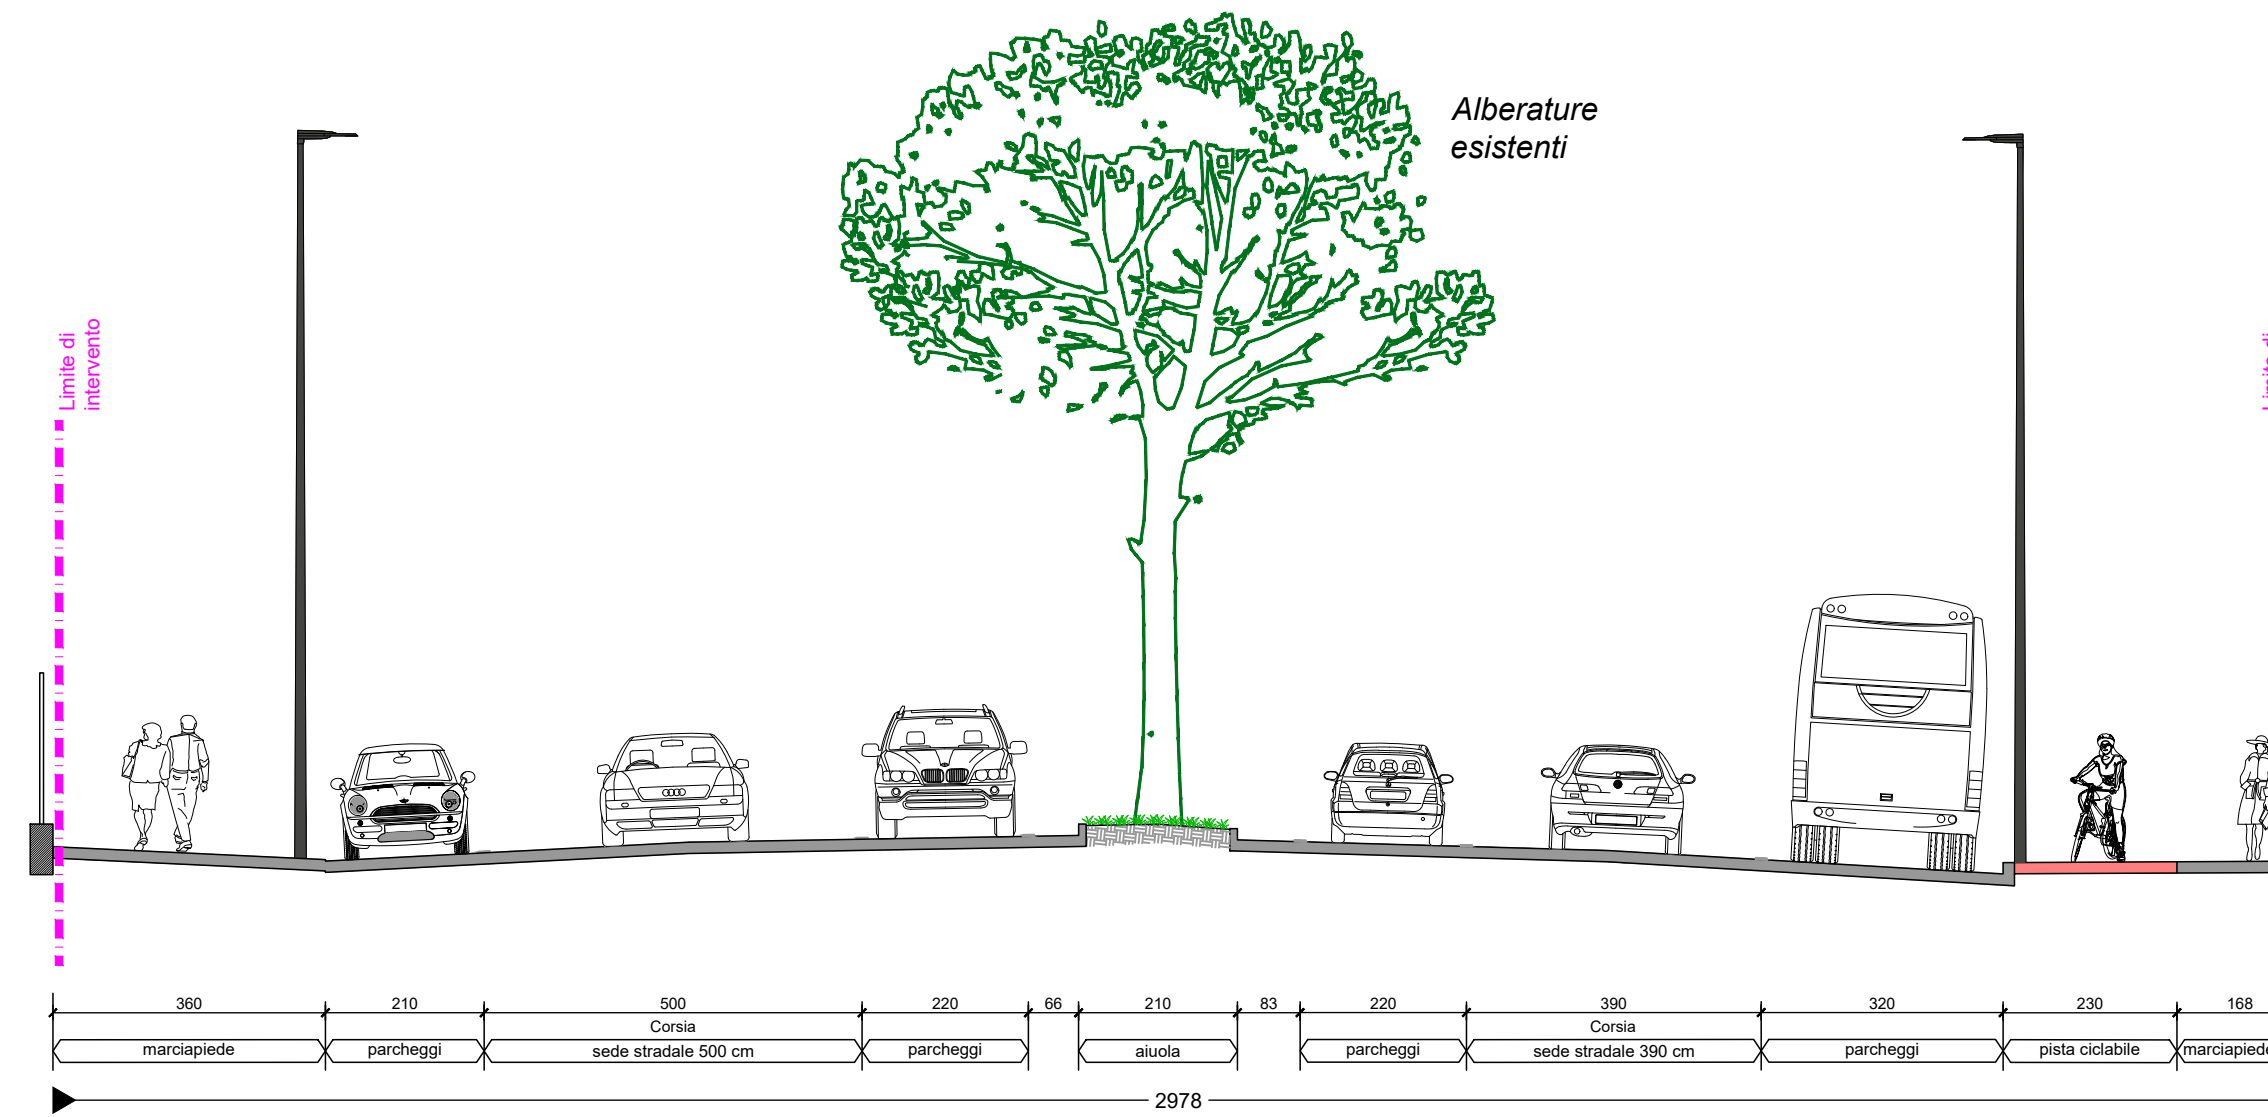 Alberature
esistenti
Limite di
intervento
360 210 500 220 66 210 83 220 390 320 230 168
Corsia Corsia
marciapiede parcheggi sede stradale 500 cm parcheggi aiuola parcheggi sede stradale 390 cm parcheggi pista ciclabile marciapiede
2978